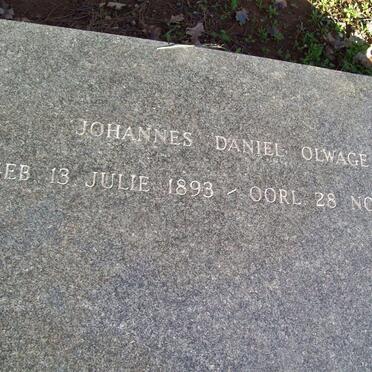 JOHANNES DANIEL OLWAGE
EB 13 JULIE 1893 - OORL 28 NO